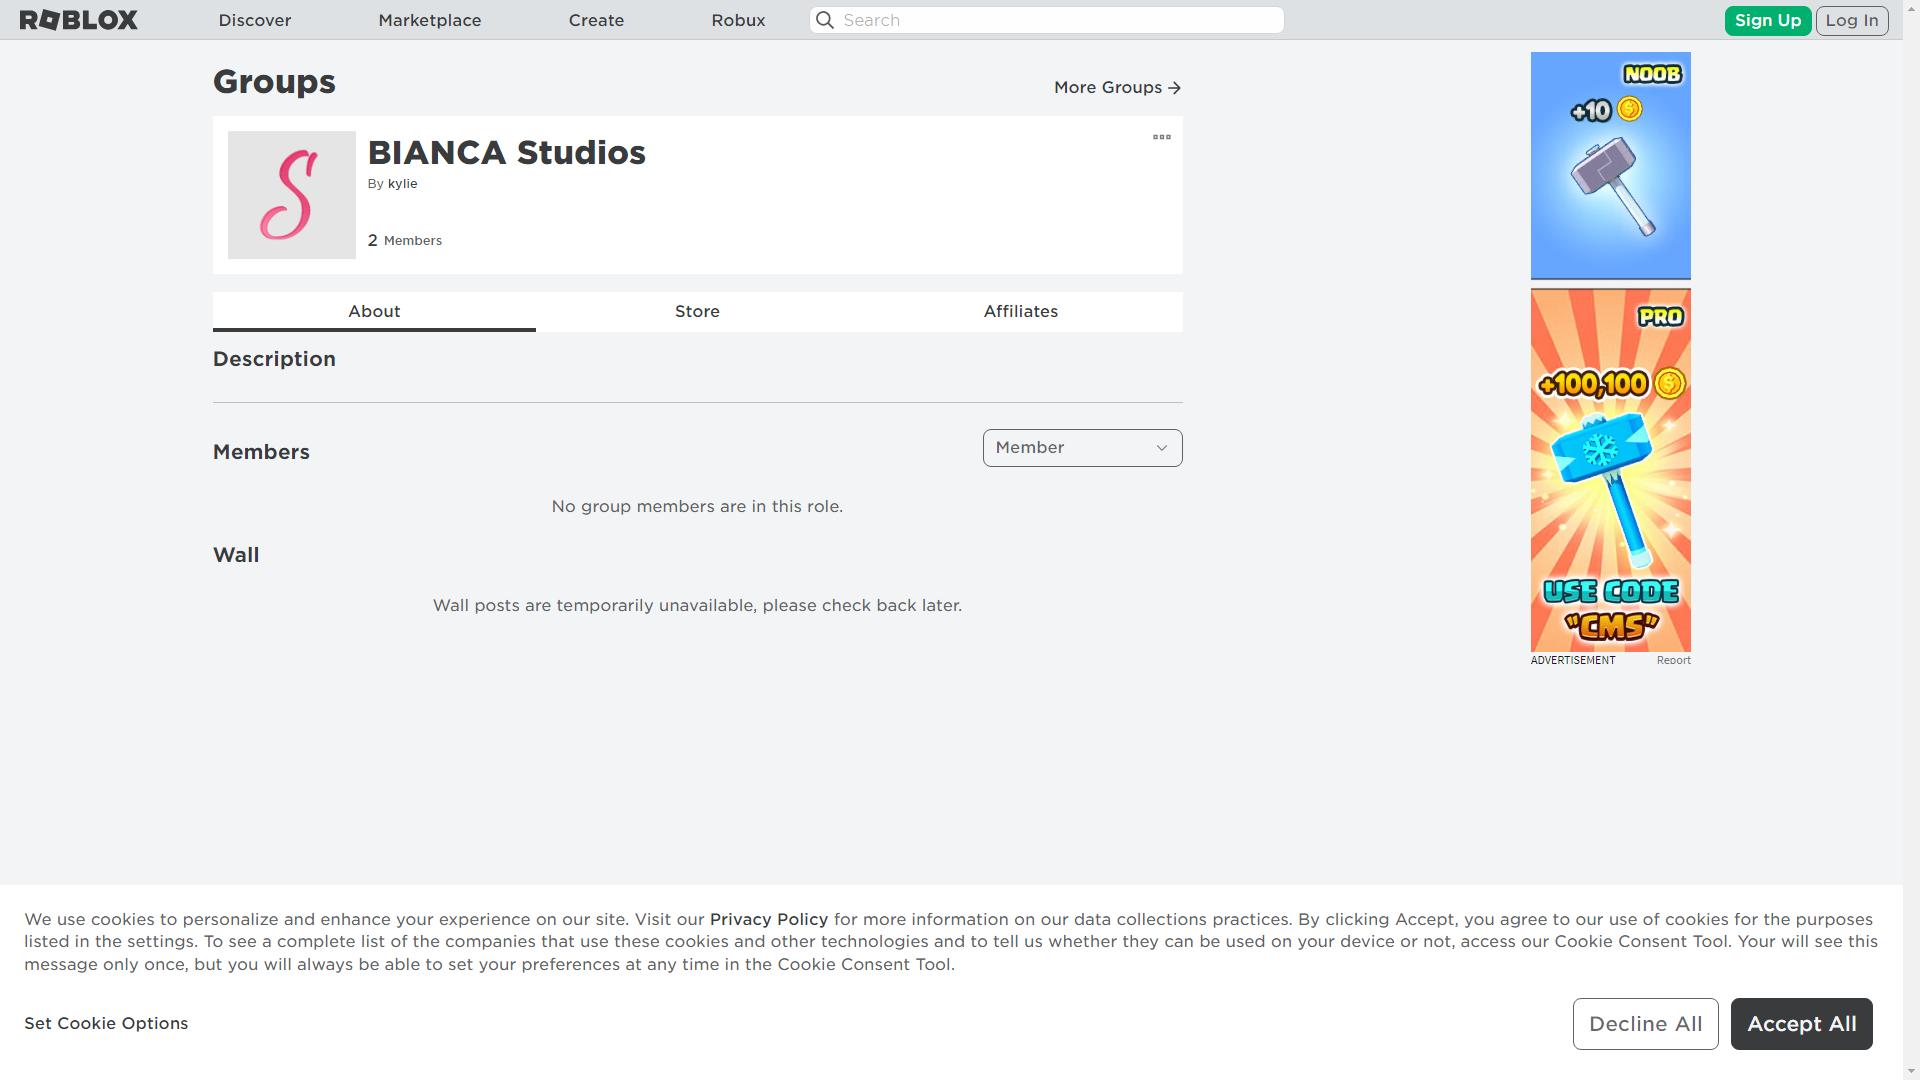 ROBLOX
Discover
Marketplace
Create
Robux
Search
Sign Up
Log In
Groups
More Groups
S
BIANCA Studios
By kylie
2 Members
About
Store
Affiliates
Description
Members
Member
No group members are in this role.
Wall
Wall posts are temporarily unavailable, please check back later.
NOOB
+10
PRO
+100,100
USE CODE
"CMS"
ADVERTISEMENT
Report
We use cookies to personalize and enhance your experience on our site. Visit our Privacy Policy for more information on our data collections practices. By clicking Accept, you agree to our use of cookies for the purposes
listed in the settings. To see a complete list of the companies that use these cookies and other technologies and to tell us whether they can be used on your device or not, access our Cookie Consent Tool. Your will see this
message only once, but you will always be able to set your preferences at any time in the Cookie Consent Tool.
Set Cookie Options
Decline All
Accept All